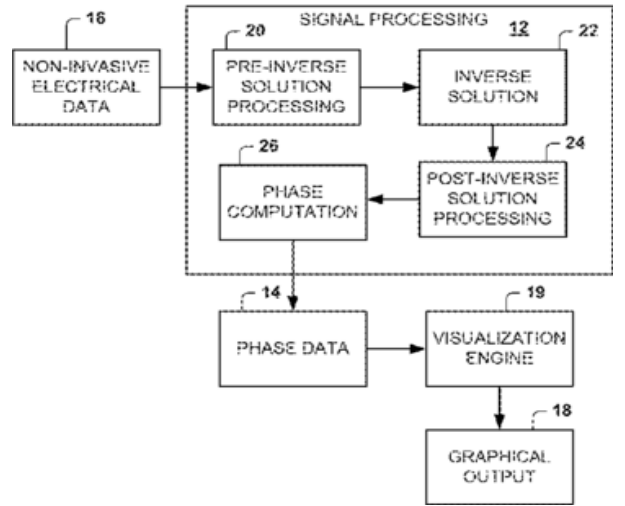 SIGNAL PROCESSING
12
16
NON-INVASIVE
ELECTRICAL
DATA
20
PRE-INVERSE
SOLUTION
PROCESSING
22
INVERSE
SOLUTION
24
POST-INVERSE
SOLUTION
PROCESSING
26
PHASE
COMPUTATION
14
PHASE DATA
19
VISUALIZATION
ENGINE
18
GRAPHICAL
OUTPUT